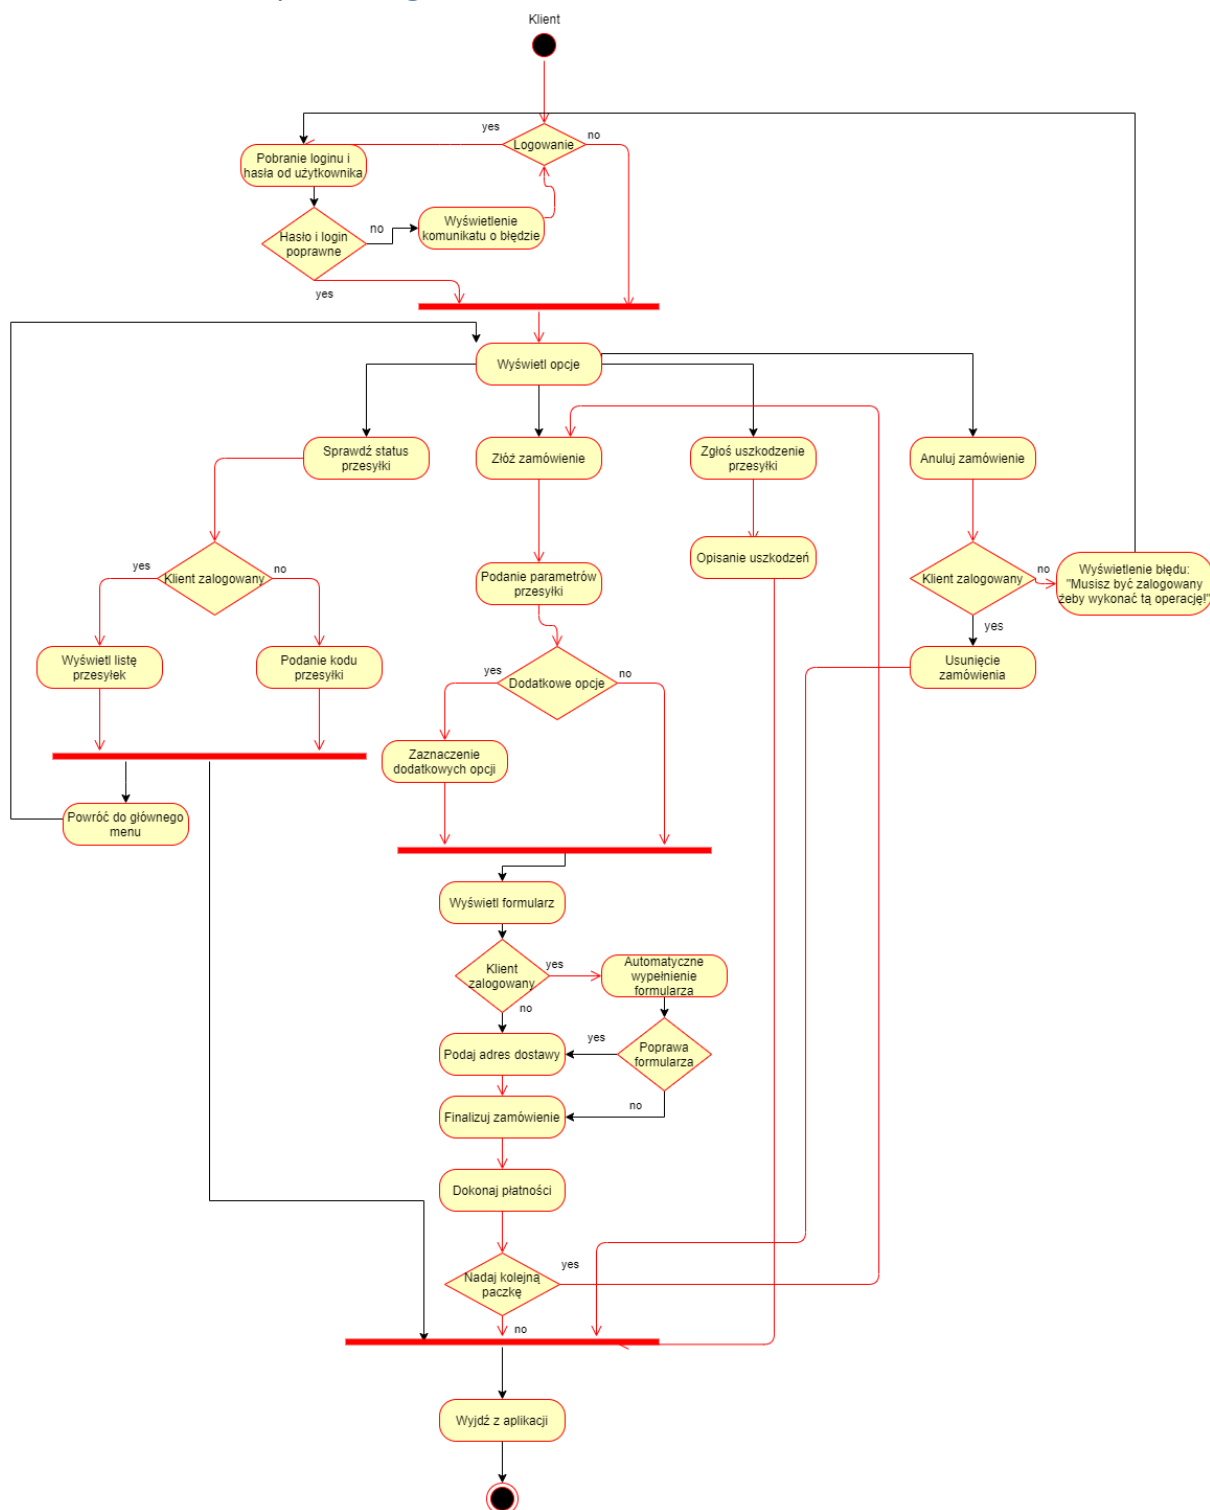 Klient
yes
no
Logowanie
Pobranie loginu i
hasła od użytkownika
Hasło i login
poprawne
no
Wyświetlenie
komunikatu o błędzie
yes
Wyświetl opcje
Sprawdź status
przesyłki
Złóż zamówienie
Zgłoś uszkodzenie
przesyłki
Anuluj zamówienie
Opisanie uszkodzeń
yes
Klient zalogowany
no
Podanie parametrów
przesyłki
Klient zalogowany
no
Wyświetlenie błędu:
"Musisz być zalogowany
żeby wykonać tą operację!"
yes
Wyświetl listę
przesyłek
Podanie kodu
przesyłki
yes
Dodatkowe opcje
no
Usunięcie
zamówienia
Zaznaczenie
dodatkowych opcji
Powróć do głównego
menu
Wyświetl formularz
Klient
zalogowany
yes
Automatyczne
wypełnienie
formularza
no
Podaj adres dostawy
yes
Poprawa
formularza
Finalizuj zamówienie
no
Dokonaj płatności
Nadaj kolejną
paczkę
yes
no
Wyjdź z aplikacji